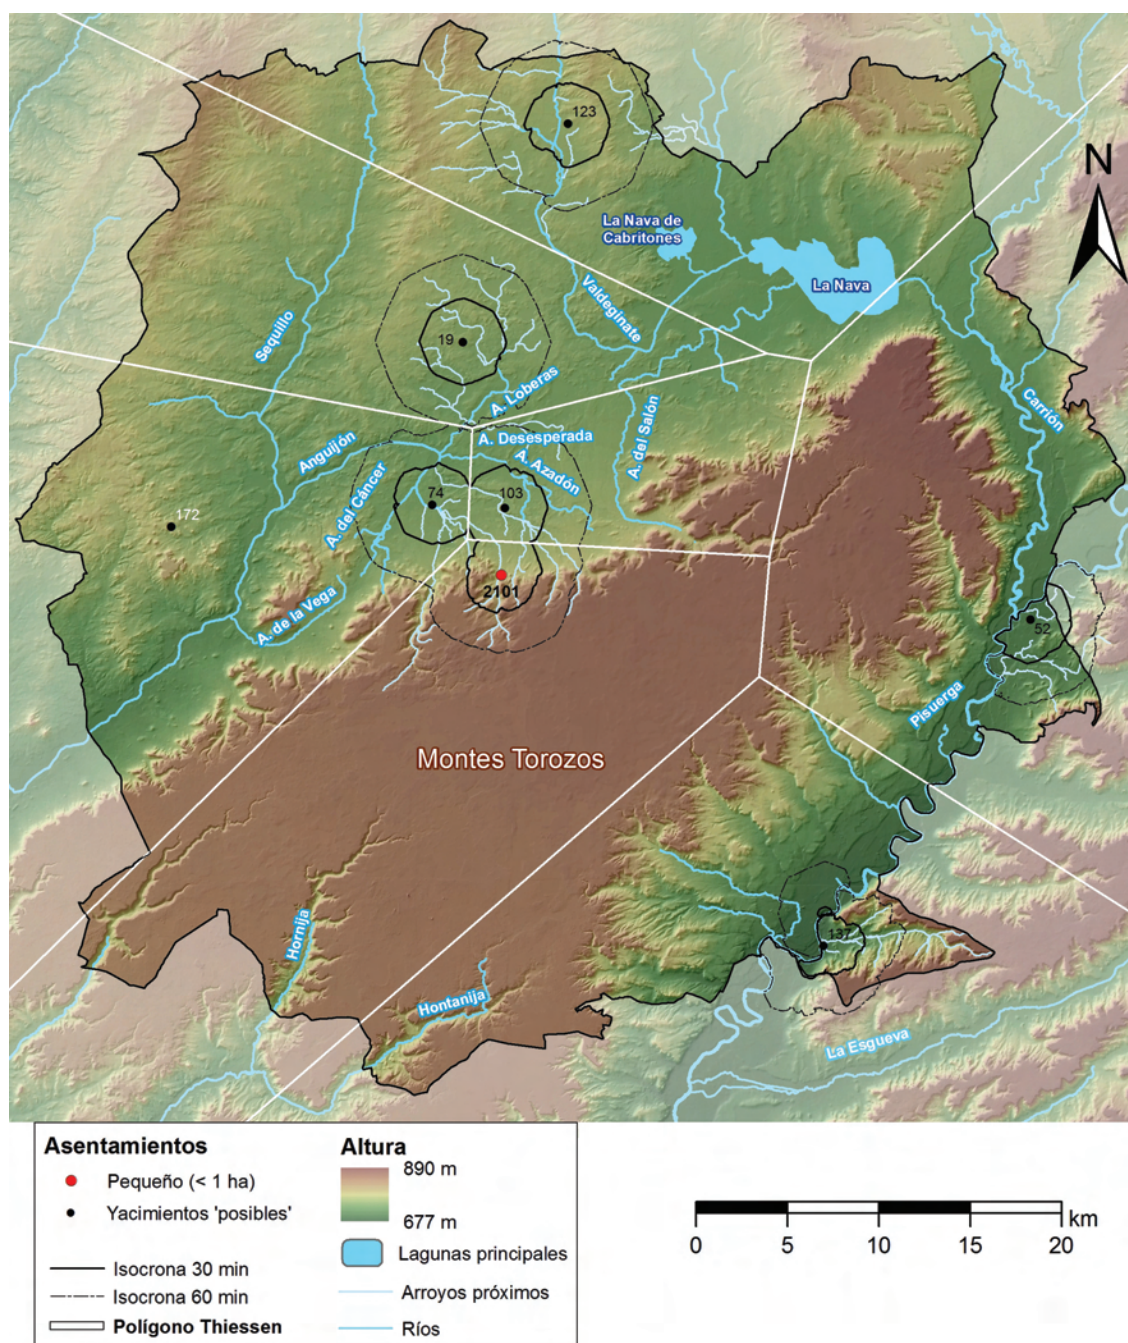 N
123
La Nava de
Cabritones
La Nava
Valdeginate
Sequillo
19
A. Loberas
Carrión
A. Desesperada
A. del Salón
Anguijón
A. Azadón
A. del Cáncer
74
103
172
2101
A. de la Vega
52
Pisuerga
Montes Torozos
137
Hornija
Hontanija
La Esgueva
Asentamientos
Pequeño (< 1 ha)
Yacimientos 'posibles'
Isocrona 30 min
Isocrona 60 min
Polígono Thiessen
Altura
890 m
677 m
Lagunas principales
Arroyos próximos
Ríos
km
0 5 10 15 20